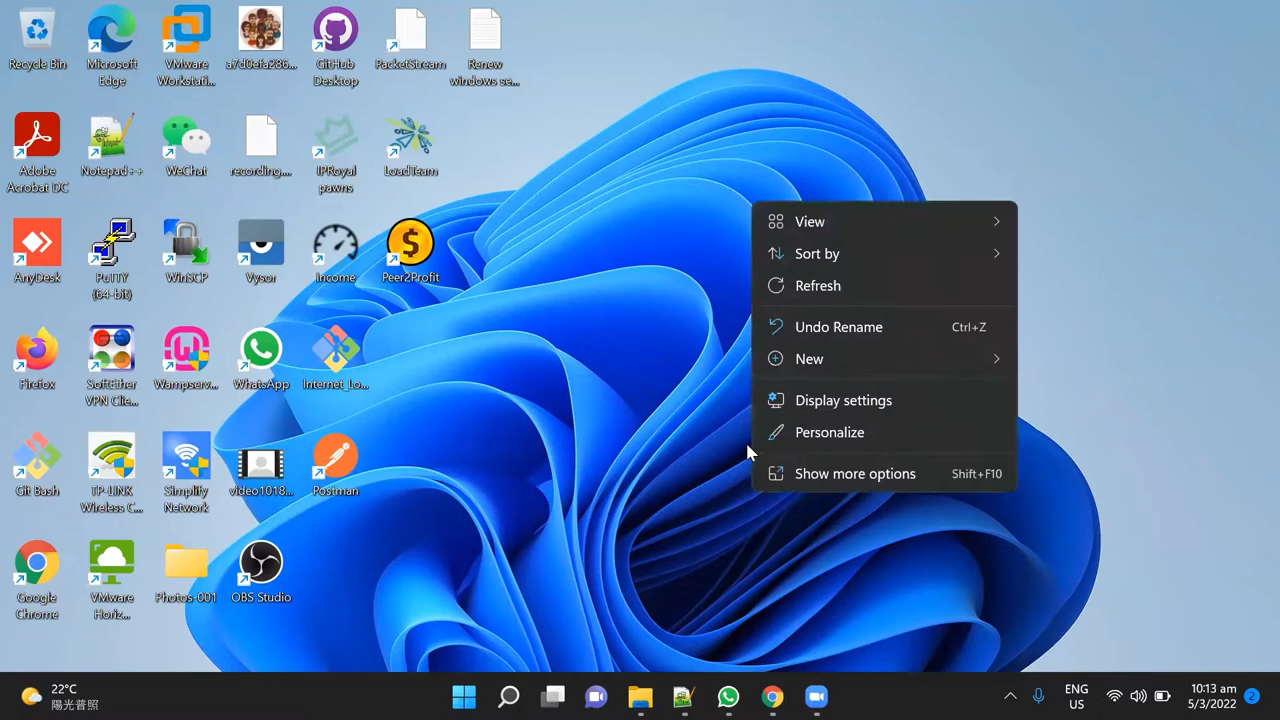 Recycle Bin
Microsoft
Edge
VMware
Workstati...
a7d0efa286...
GitHub
Desktop
PacketStream
Renew
windows se...
Adobe
Acrobat DC
Notepad++
WeChat
recording....
IPRoyal
pawns
LoadTeam
AnyDesk
PuTTY
(64-bit)
WinSCP
Vysor
Income
Peer2Profit
Firefox
SoftEther
VPN Clie...
Wampserv...
WhatsApp
Internet_Lo...
Git Bash
TP-LINK
Wireless C...
Simplify
Network
video1018...
Postman
Google
Chrome
VMware
Horiz...
Photos-001
OBS Studio
View
Sort by
Refresh
Undo Rename Ctrl+Z
New
Display settings
Personalize
Show more options Shift+F10
22°C
陽光普照
ENG
US
10:13 am
5/3/2022
2